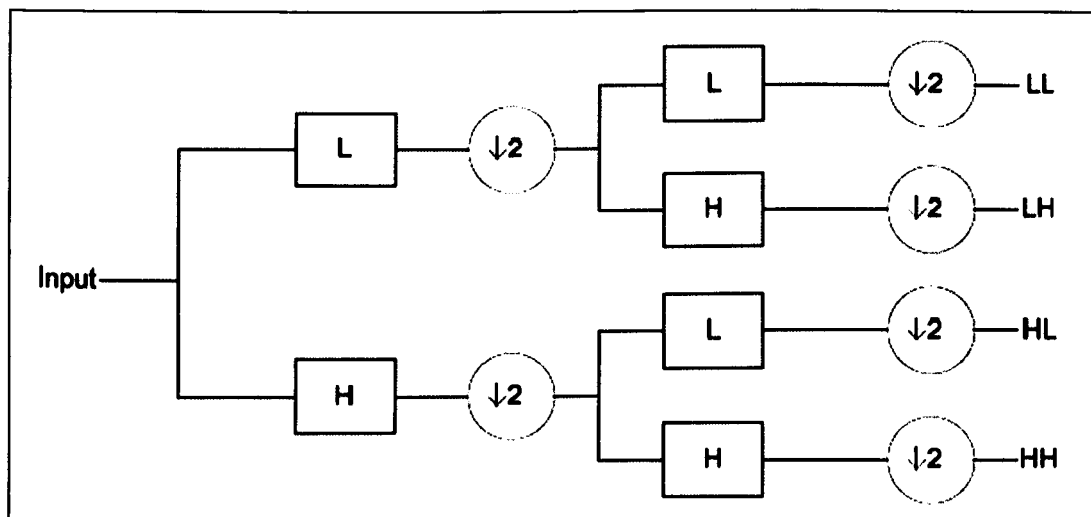 L ↓2 LL
L ↓2
H ↓2 LH
Input
L ↓2 HL
H ↓2
H ↓2 HH